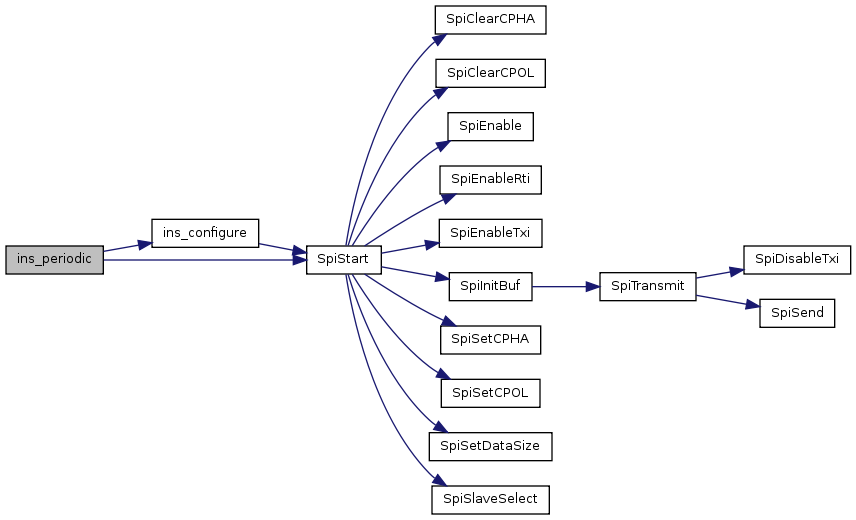 ins_periodic
ins_configure
SpiStart
SpiClearCPHA
SpiClearCPOL
SpiEnable
SpiEnableRti
SpiEnableTxi
SpiInitBuf
SpiSetCPHA
SpiSetCPOL
SpiSetDataSize
SpiSlaveSelect
SpiTransmit
SpiDisableTxi
SpiSend